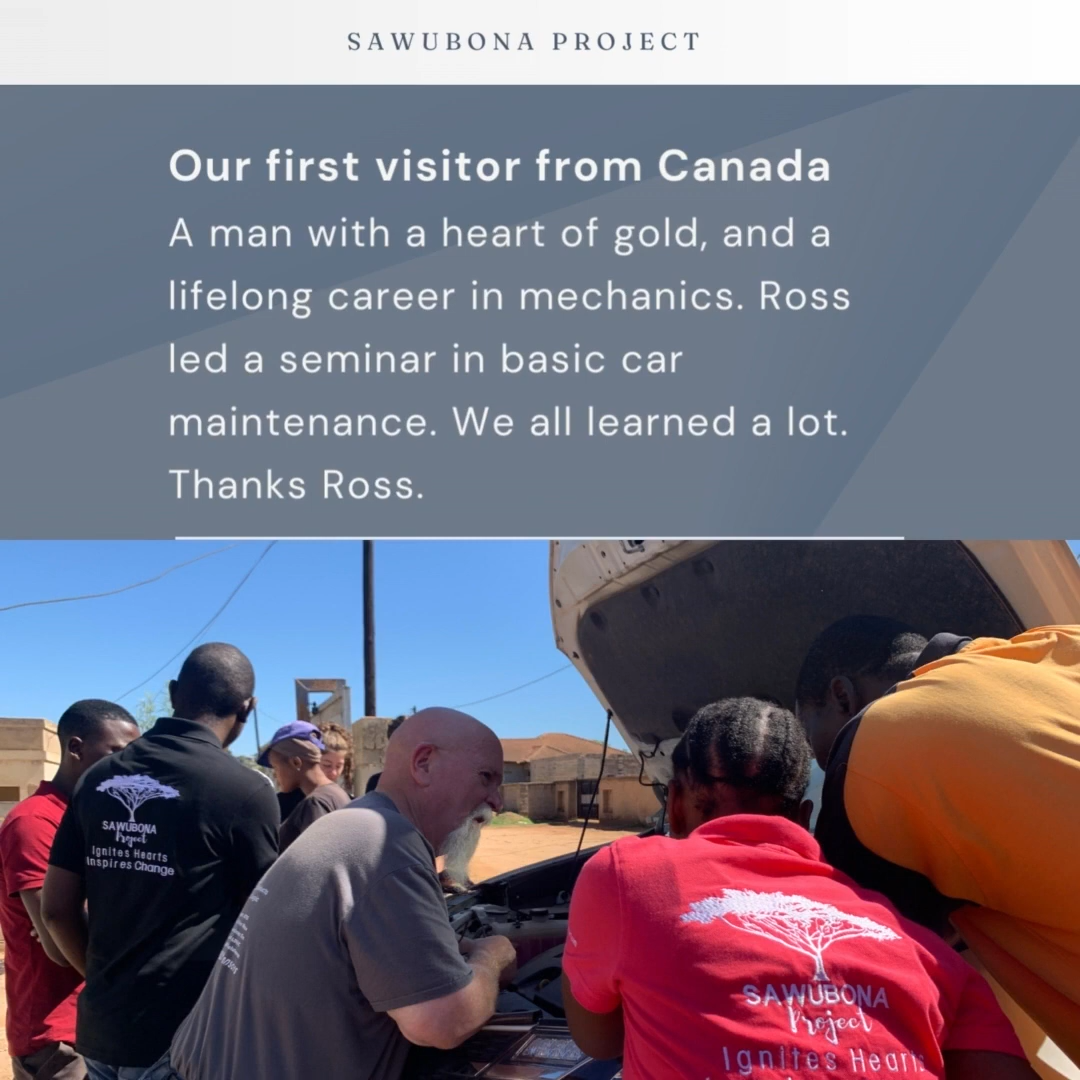 SAWUBONA PROJECT
Our first visitor from Canada
A man with a heart of gold, and a
lifelong career in mechanics. Ross
led a seminar in basic car
maintenance. We all learned a lot.
Thanks Ross.
SAWUBONA
Project
Ignites Hearts
Inspires Change
SAWUBONA
Project
Ignites Hearts